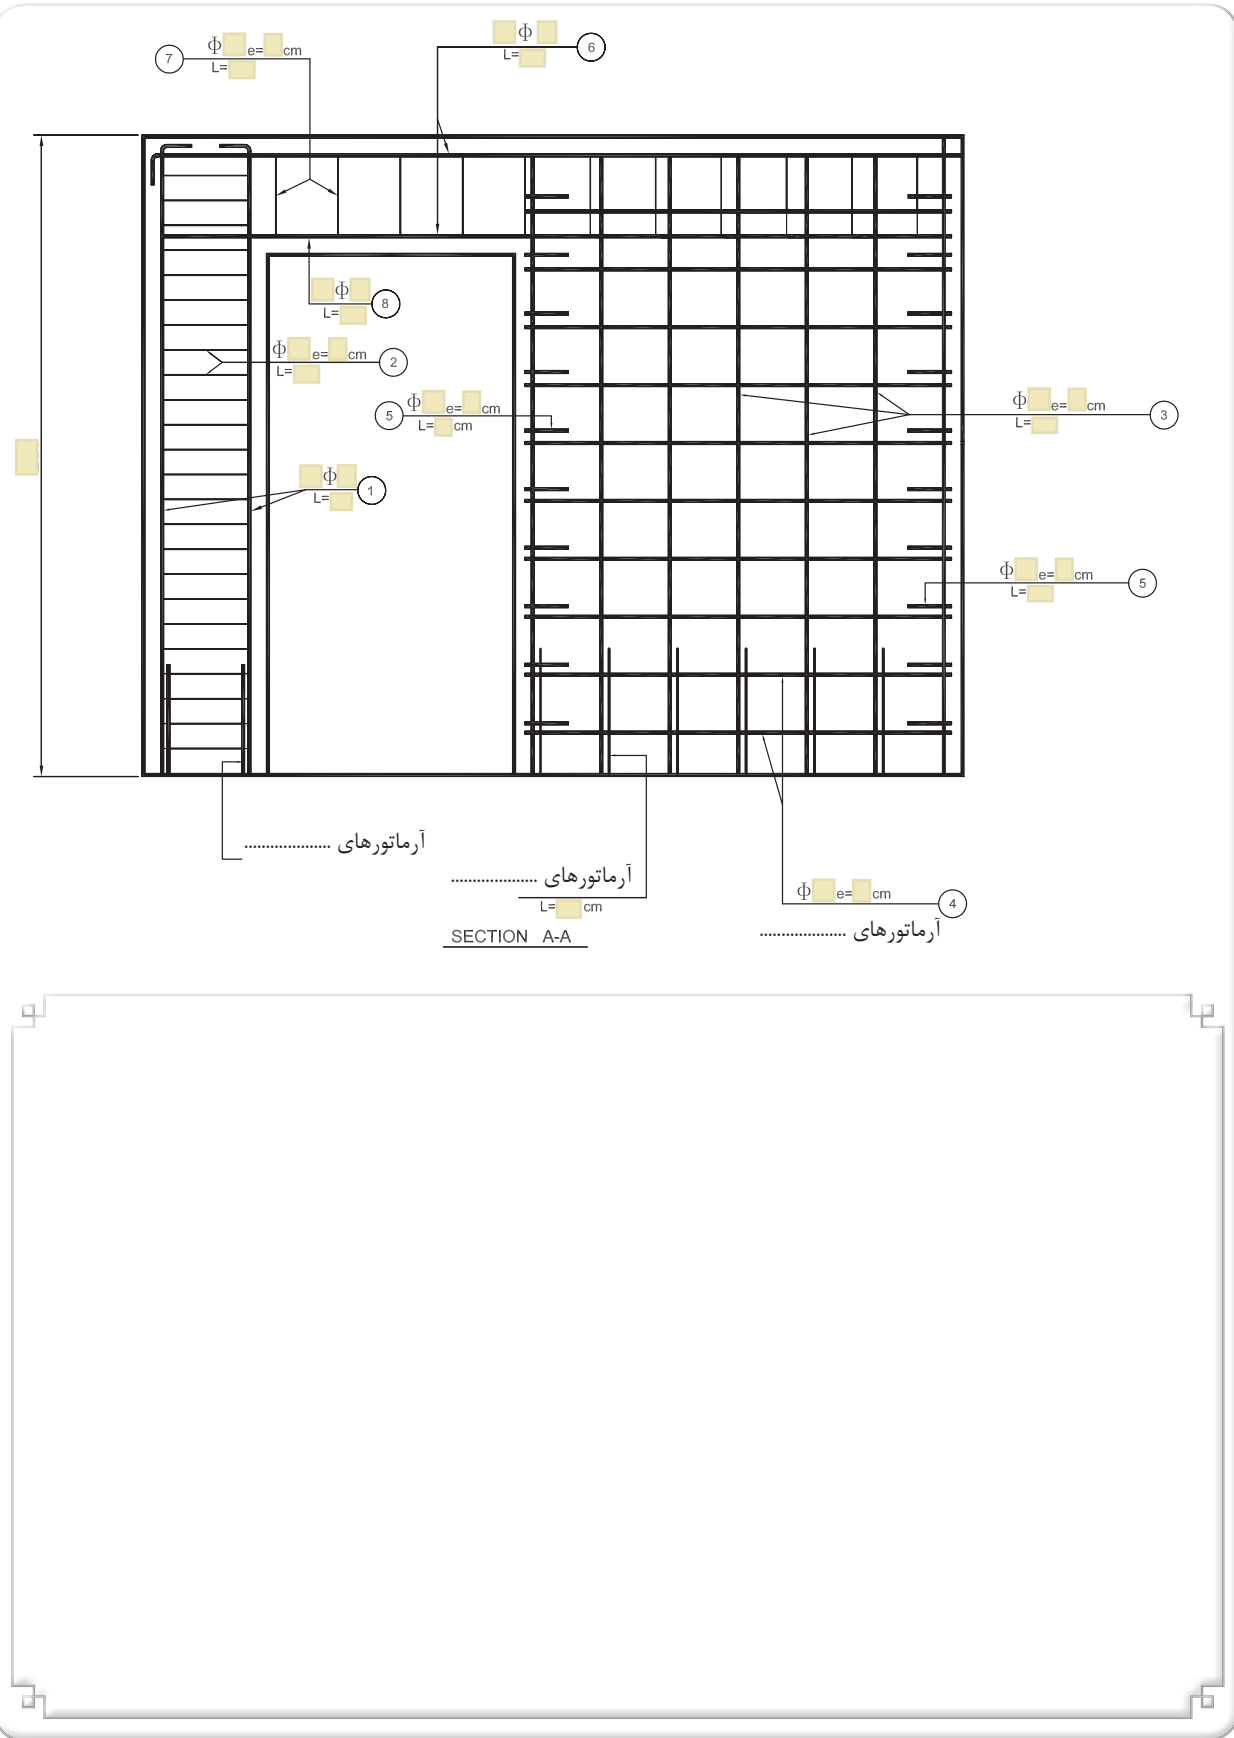 ϕ e= cm
L=
7
ϕ
L=
6
ϕ
L=
8
ϕ e= cm
L=
2
5
ϕ e= cm
L= cm
ϕ e= cm
L=
3
ϕ
L=
1
ϕ e= cm
L=
5
آرماتورهای ....................
آرماتورهای ....................
L= cm
ϕ e= cm
4
آرماتورهای ....................
SECTION A-A